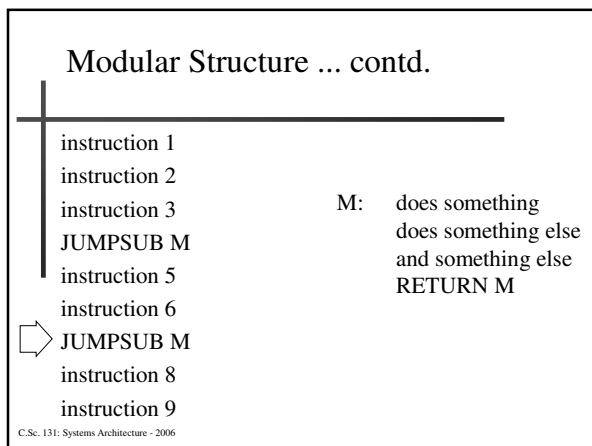 Modular Structure ... contd.
instruction 1
instruction 2
instruction 3
JUMPSUB M
instruction 5
instruction 6
JUMPSUB M
instruction 8
instruction 9
M: does something
does something else
and something else
RETURN M
C.Sc. 131: Systems Architecture - 2006